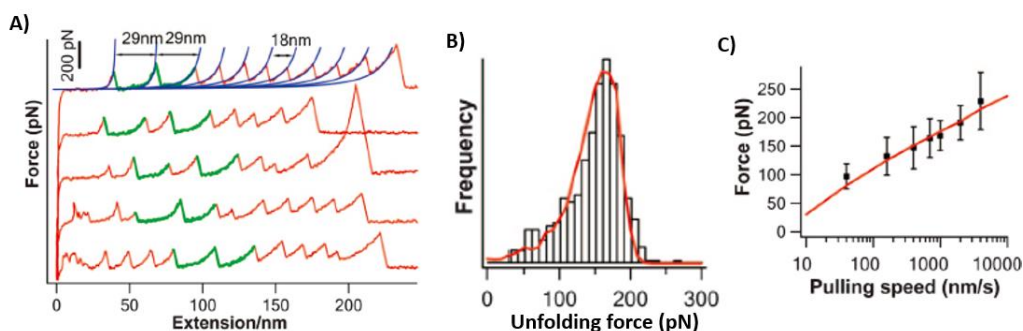 A)
200 pN
29nm 29nm
18nm
Force (pN)
0 50 100 150 200
Extension/nm
B)
Frequency
0 100 200 300
Unfolding force (pN)
C)
Force (pN)
250
200
150
100
50
0
10 100 1000 10000
Pulling speed (nm/s)